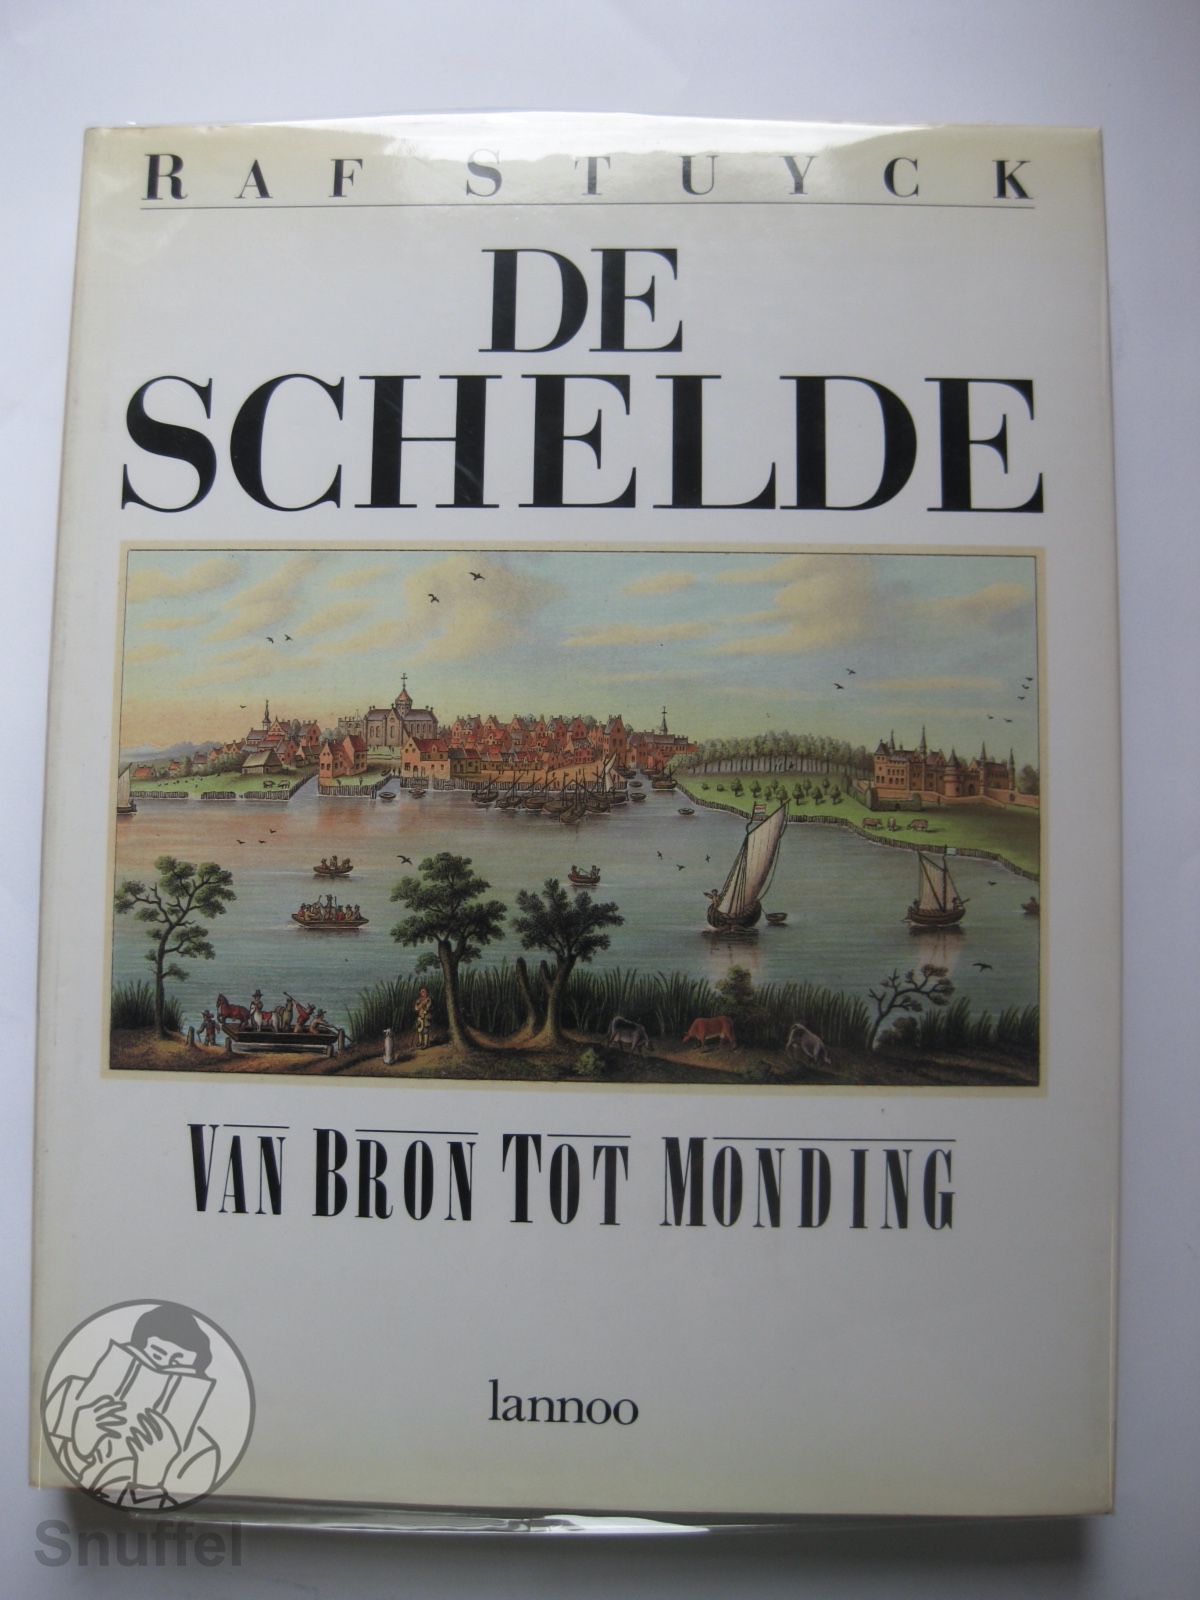 RAF STUYCK
DE
SCHELDE
VAN BRON TOT MONDING
lannoo
Snuffel